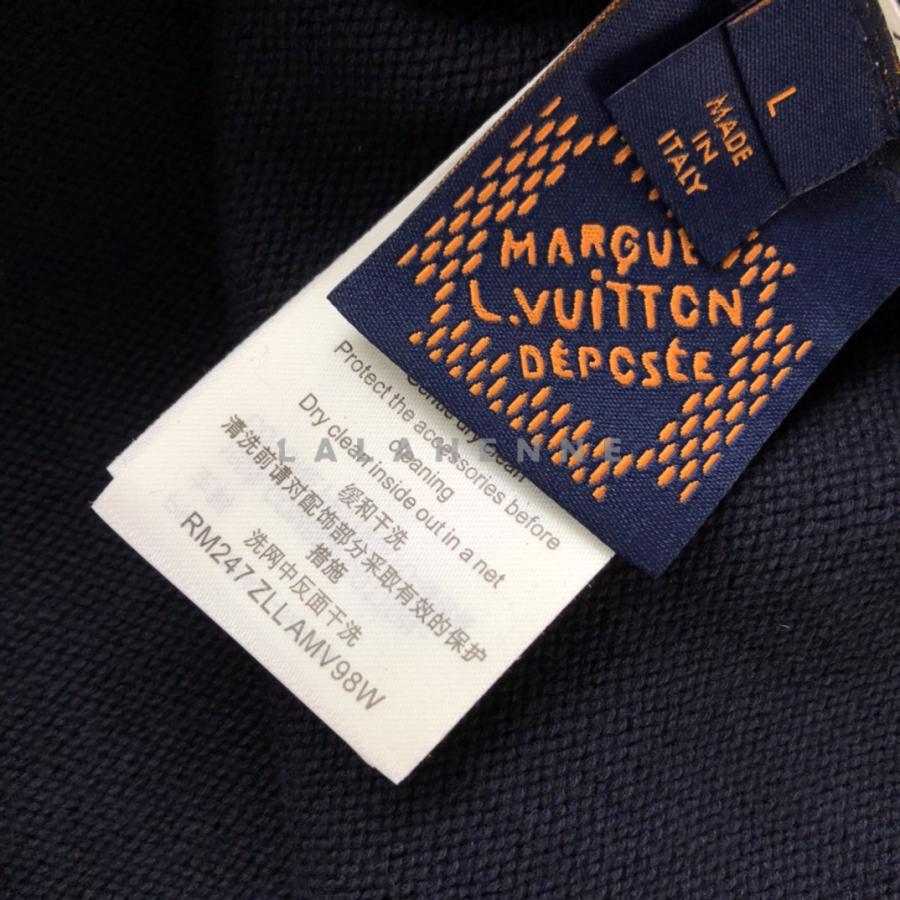 L
MADE
IN
ITALY
MARQUE
L.VUITTON
DÉPOSÉE
Protect the accessories before
cleaning
Dry clean inside out in a net
缓和干洗
清洗前请对配饰部分采取有效的保护
措施
洗网中反面干洗
RM247 ZLL AMV98W
LALAHENNE